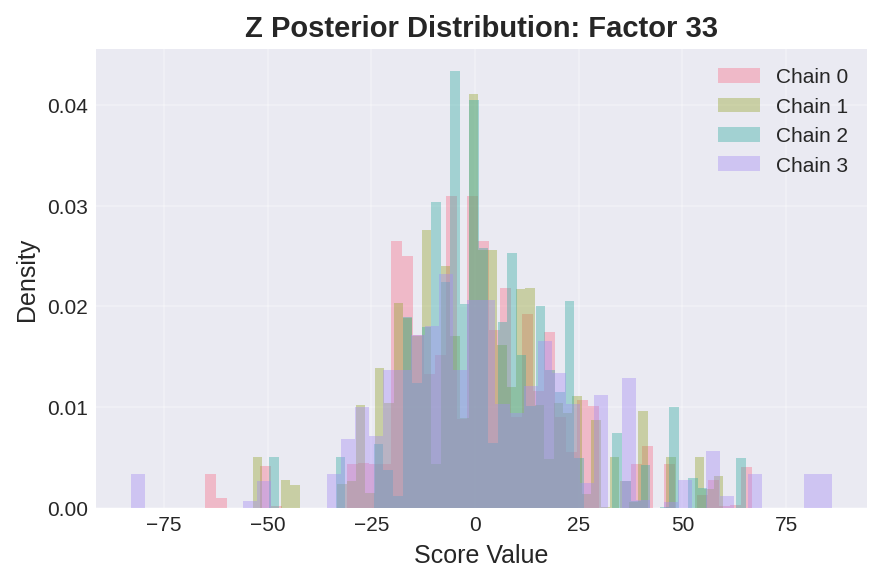 Z Posterior Distribution: Factor 33
Chain 0
Chain 1
Chain 2
Chain 3
Density
0.04
0.03
0.02
0.01
0.00
−75 −50 −25 0 25 50 75
Score Value